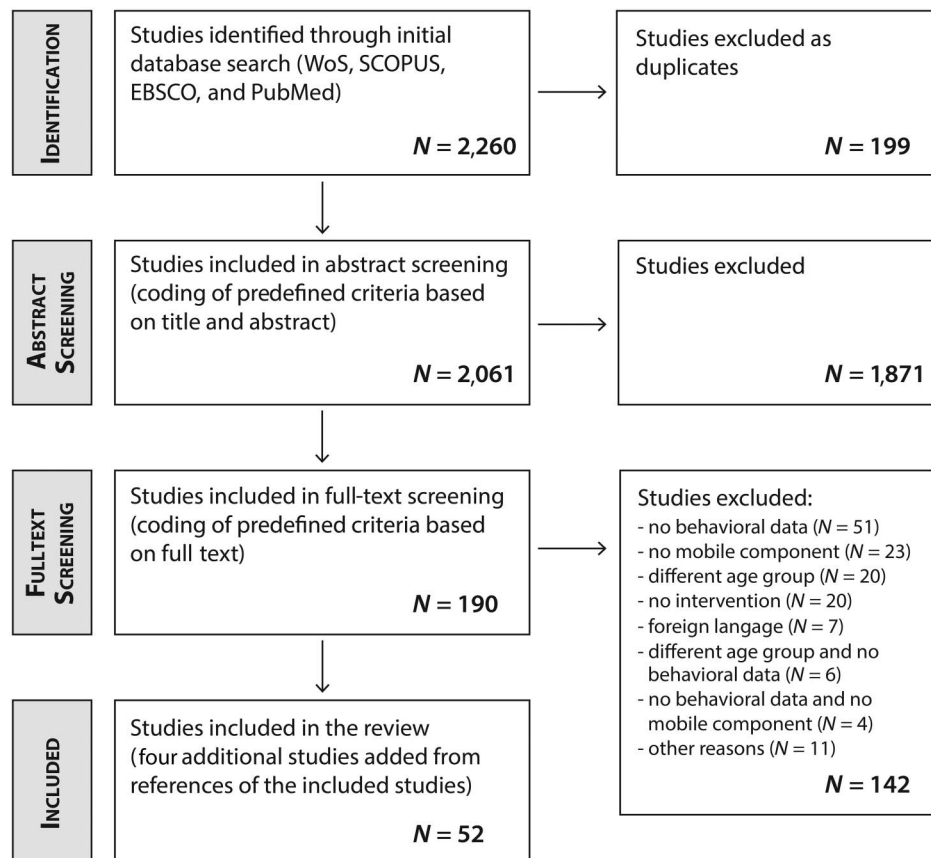 IDENTIFICATION
Studies identified through initial
database search (WoS, SCOPUS,
EBSCO, and PubMed)
N = 2,260
Studies excluded as
duplicates
N = 199
ABSTRACT
SCREENING
Studies included in abstract screening
(coding of predefined criteria based
on title and abstract)
N = 2,061
Studies excluded
N = 1,871
FULLTEXT
SCREENING
Studies included in full-text screening
(coding of predefined criteria based
on full text)
N = 190
Studies excluded:
- no behavioral data (N = 51)
- no mobile component (N = 23)
- different age group (N = 20)
- no intervention (N = 20)
- foreign langage (N = 7)
- different age group and no
behavioral data (N = 6)
- no behavioral data and no
mobile component (N = 4)
- other reasons (N = 11)
N = 142
INCLUDED
Studies included in the review
(four additional studies added from
references of the included studies)
N = 52